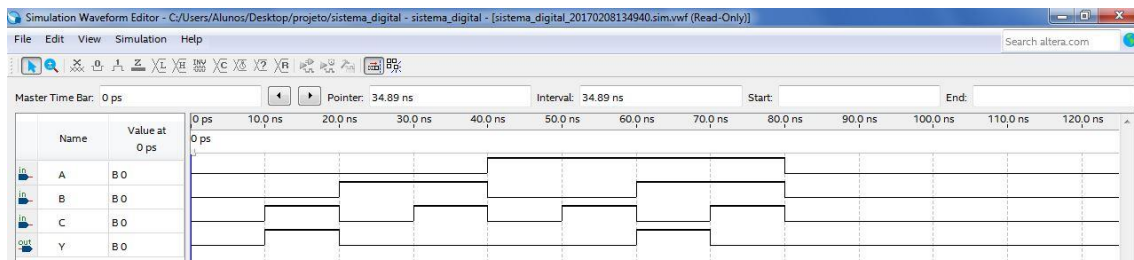 Simulation Waveform Editor - C:/Users/Alunos/Desktop/projeto/sistema_digital - sistema_digital - [sistema_digital_20170208134940.sim.vwf (Read-Only)]
File Edit View Simulation Help
Search altera.com
Master Time Bar: 0 ps Pointer: 34.89 ns Interval: 34.89 ns Start: End:
Name Value at 0 ps
0 ps 10.0 ns 20.0 ns 30.0 ns 40.0 ns 50.0 ns 60.0 ns 70.0 ns 80.0 ns 90.0 ns 100.0 ns 110.0 ns 120.0 ns
0 ps
in A B 0
in B B 0
in C B 0
out Y B 0